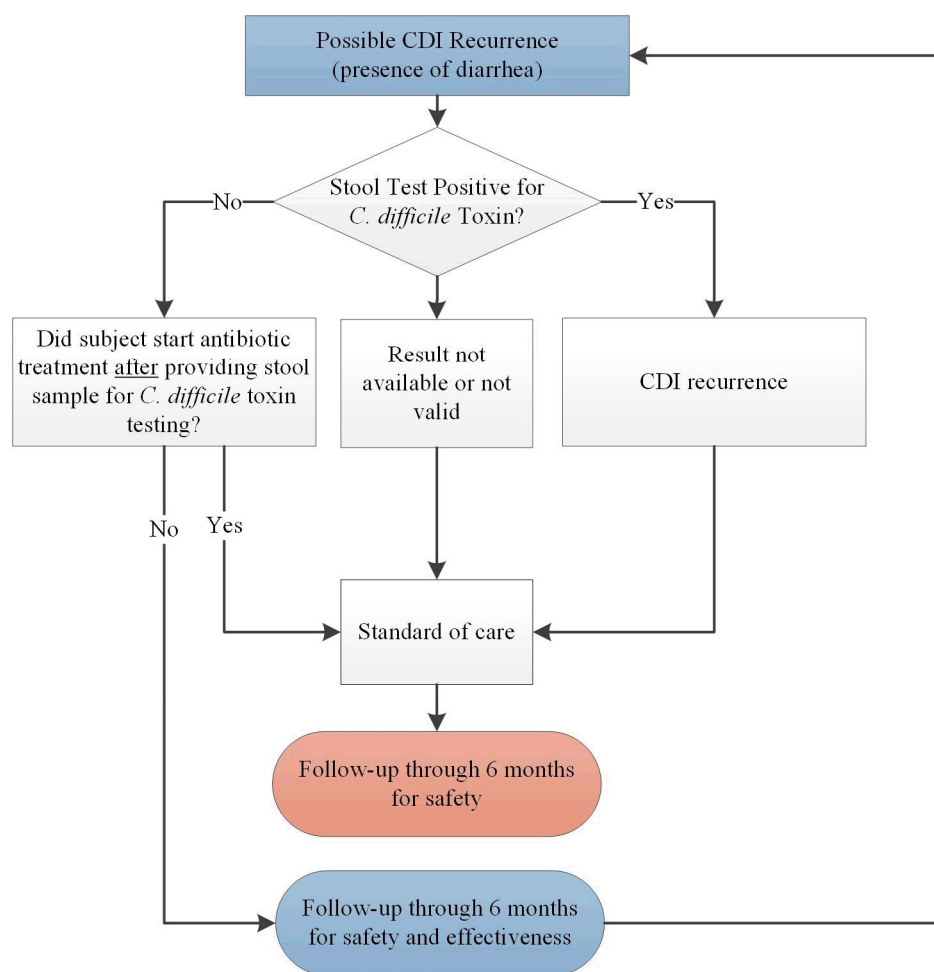 Possible CDI Recurrence
(presence of diarrhea)
Stool Test Positive for
C. difficile Toxin?
No
Yes
Did subject start antibiotic
treatment after providing stool
sample for C. difficile toxin
testing?
Result not
available or not
valid
CDI recurrence
No
Yes
Standard of care
Follow-up through 6 months
for safety
Follow-up through 6 months
for safety and effectiveness